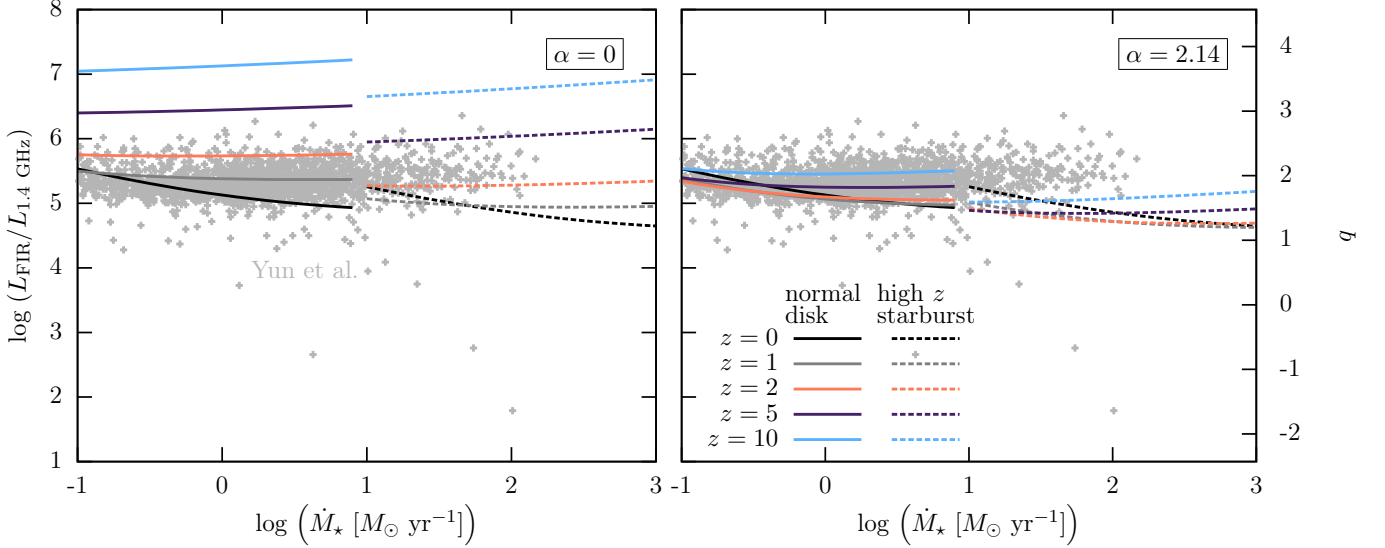 8
7
6
5
4
3
2
1
log (L_FIR/L_1.4 GHz)
α = 0
Yun et al.
-1 0 1 2 3
log (Ṁ⋆ [M⊙ yr⁻¹])
α = 2.14
normal disk
high z starburst
z = 0
z = 1
z = 2
z = 5
z = 10
-1 0 1 2 3
log (Ṁ⋆ [M⊙ yr⁻¹])
4
3
2
1
0
-1
-2
q